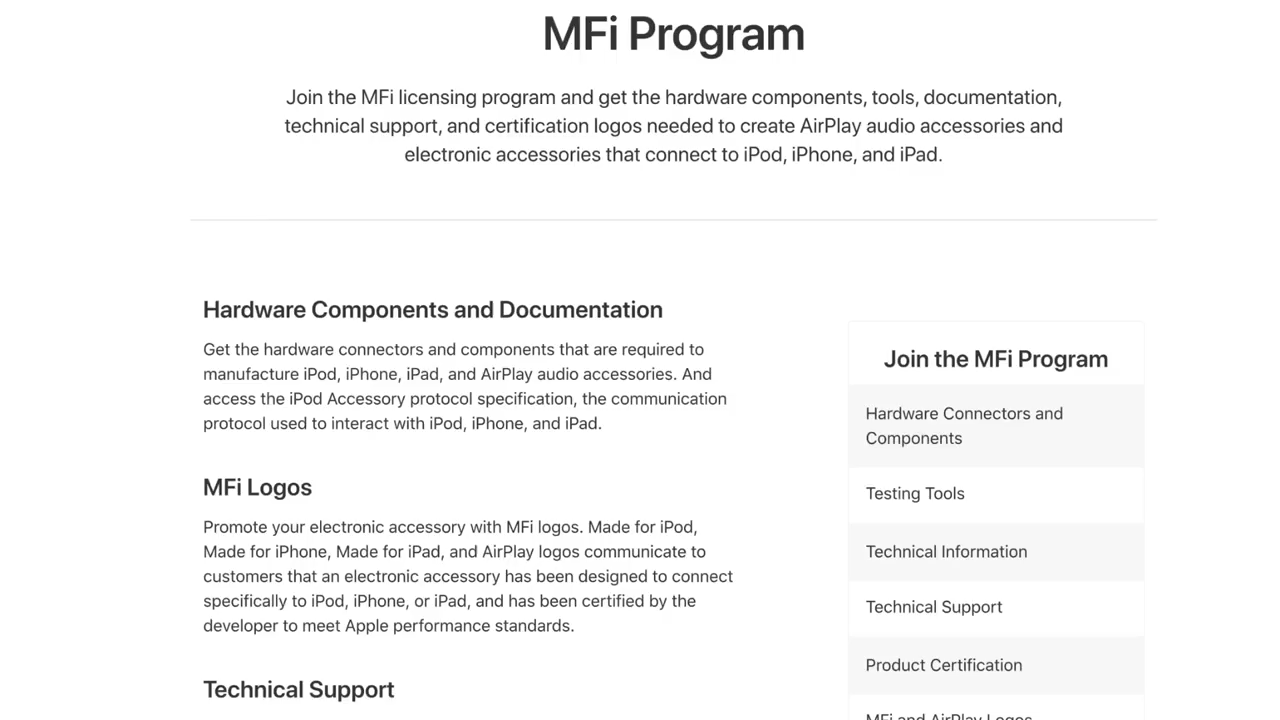 MFi Program
Join the MFi licensing program and get the hardware components, tools, documentation,
technical support, and certification logos needed to create AirPlay audio accessories and
electronic accessories that connect to iPod, iPhone, and iPad.
Hardware Components and Documentation
Get the hardware connectors and components that are required to
manufacture iPod, iPhone, iPad, and AirPlay audio accessories. And
access the iPod Accessory protocol specification, the communication
protocol used to interact with iPod, iPhone, and iPad.
MFi Logos
Promote your electronic accessory with MFi logos. Made for iPod,
Made for iPhone, Made for iPad, and AirPlay logos communicate to
customers that an electronic accessory has been designed to connect
specifically to iPod, iPhone, or iPad, and has been certified by the
developer to meet Apple performance standards.
Technical Support
Join the MFi Program
Hardware Connectors and
Components
Testing Tools
Technical Information
Technical Support
Product Certification
MFi and AirPlay Logos